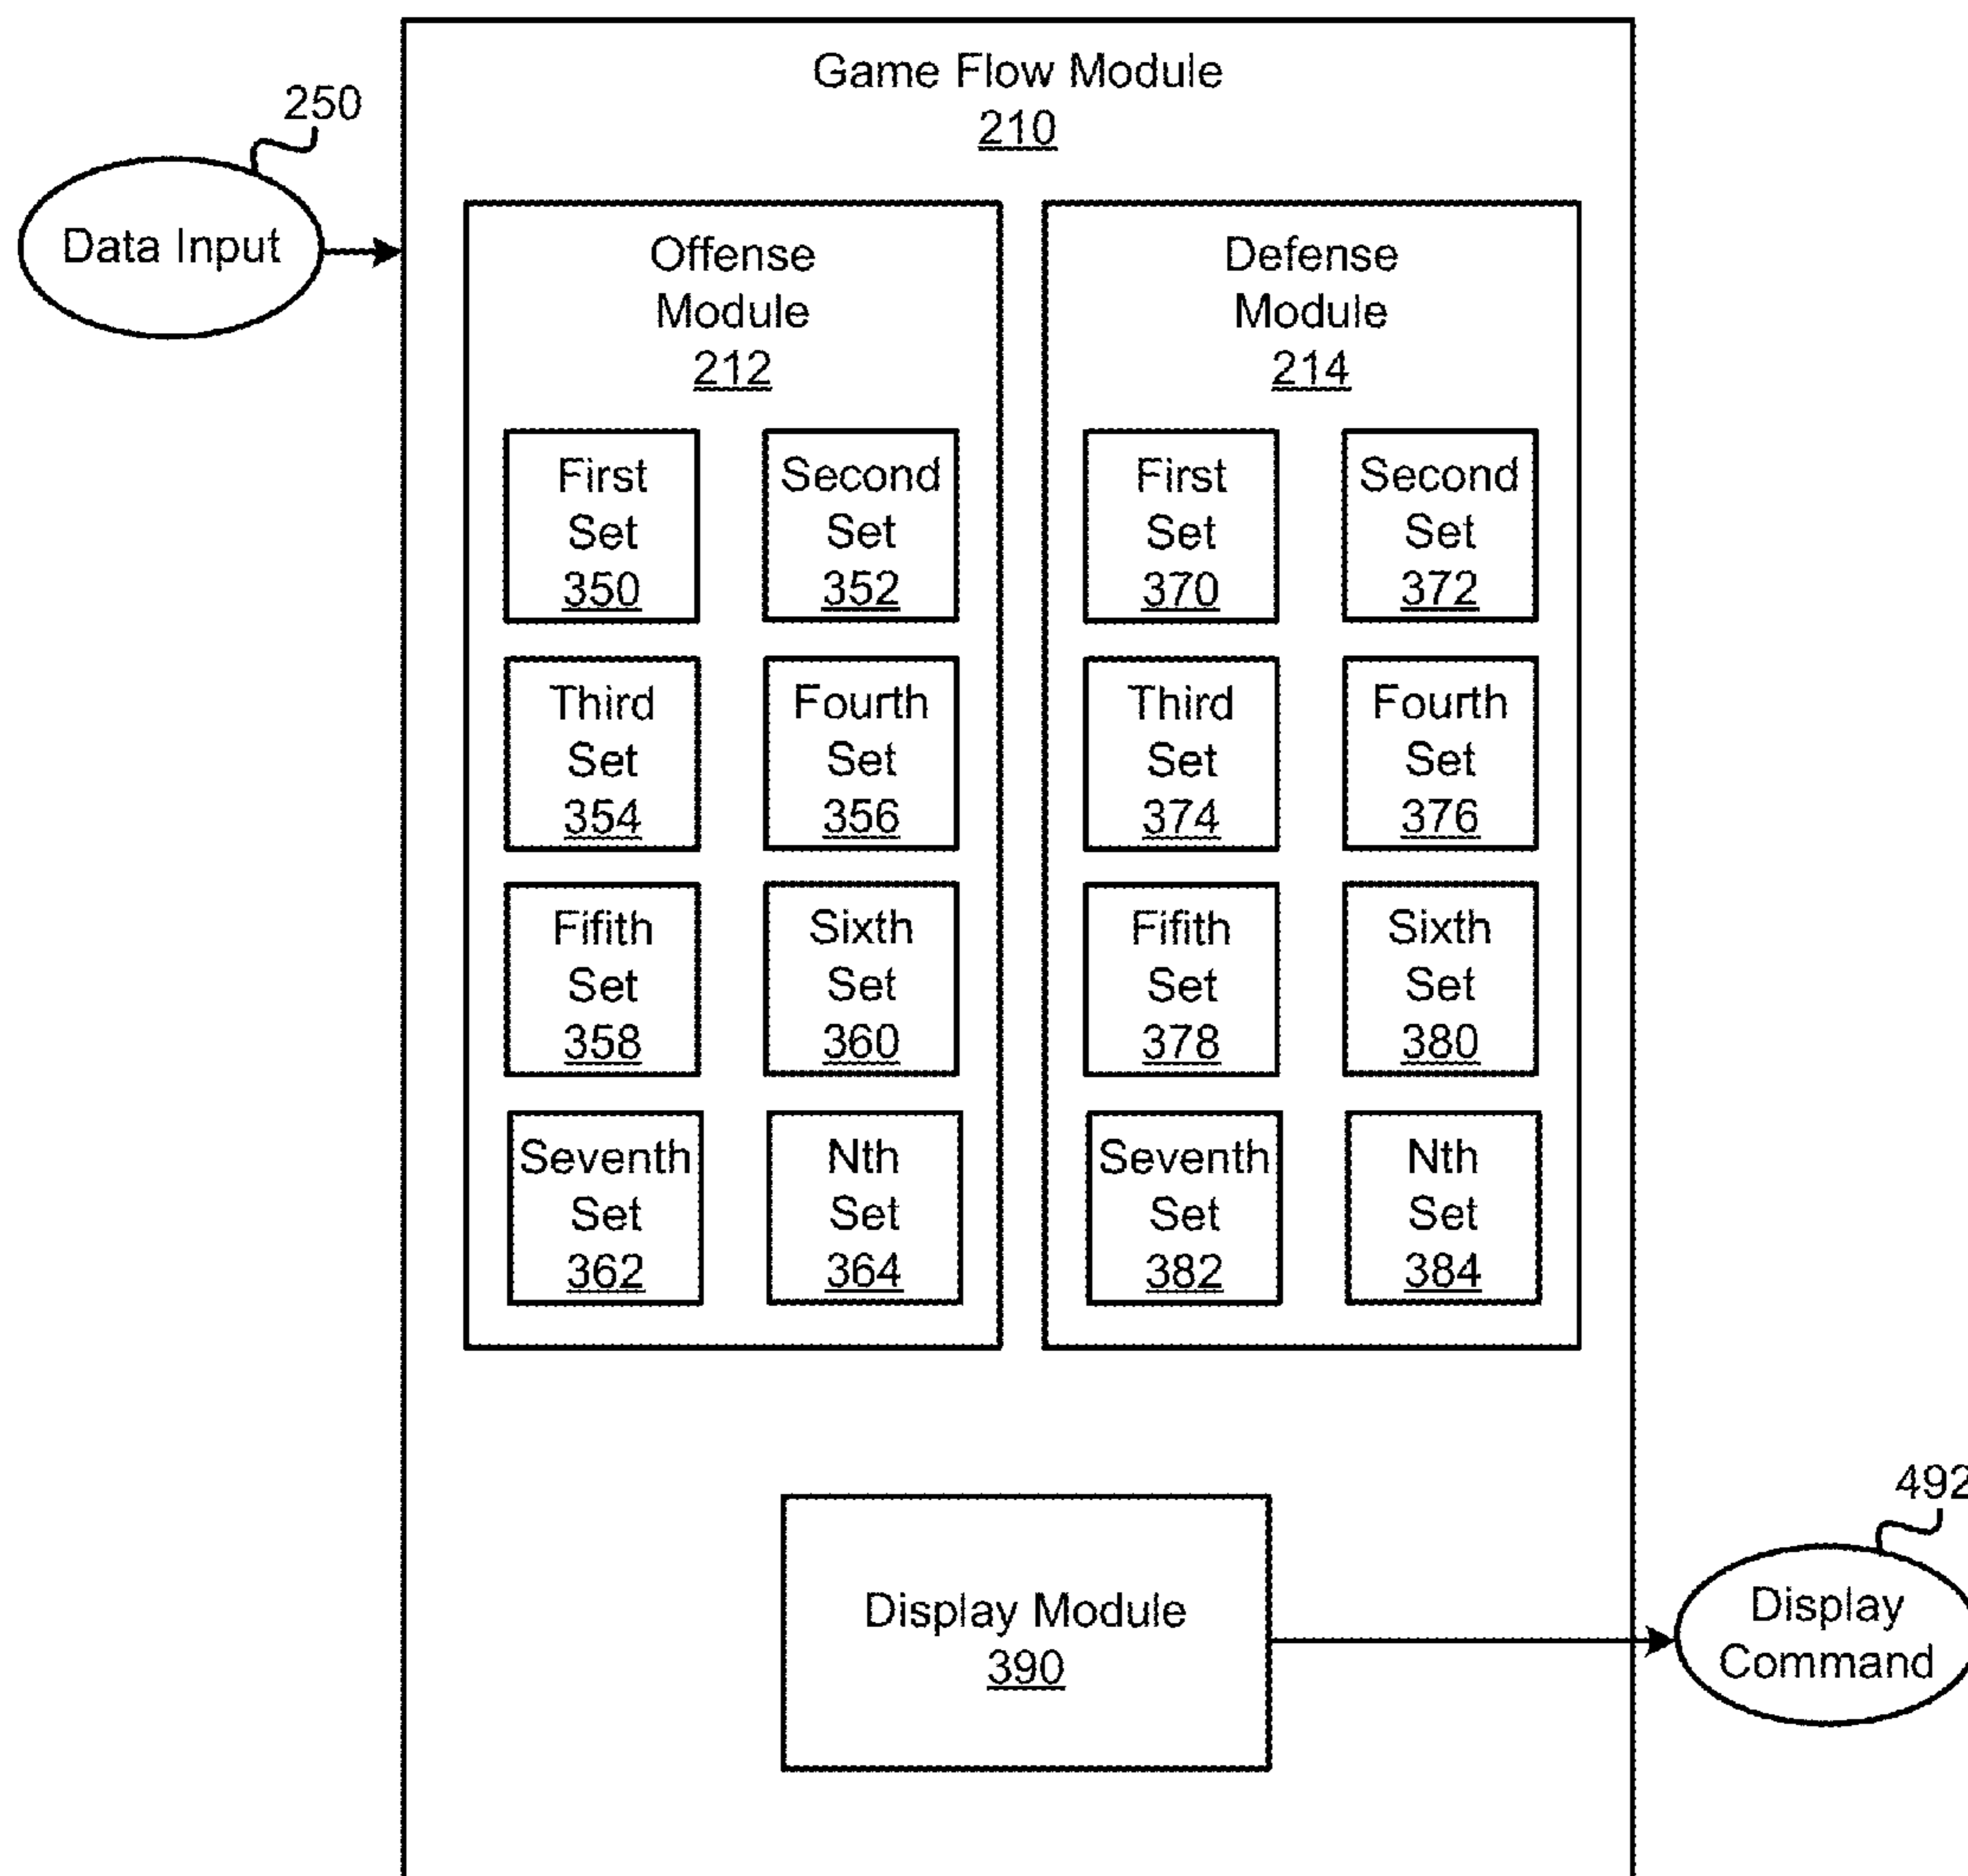 Game Flow Module
210
250
Data Input
Offense
Module
212
First
Set
350
Second
Set
352
Third
Set
354
Fourth
Set
356
Fifith
Set
358
Sixth
Set
360
Seventh
Set
362
Nth
Set
364
Defense
Module
214
First
Set
370
Second
Set
372
Third
Set
374
Fourth
Set
376
Fifith
Set
378
Sixth
Set
380
Seventh
Set
382
Nth
Set
384
Display Module
390
492
Display
Command